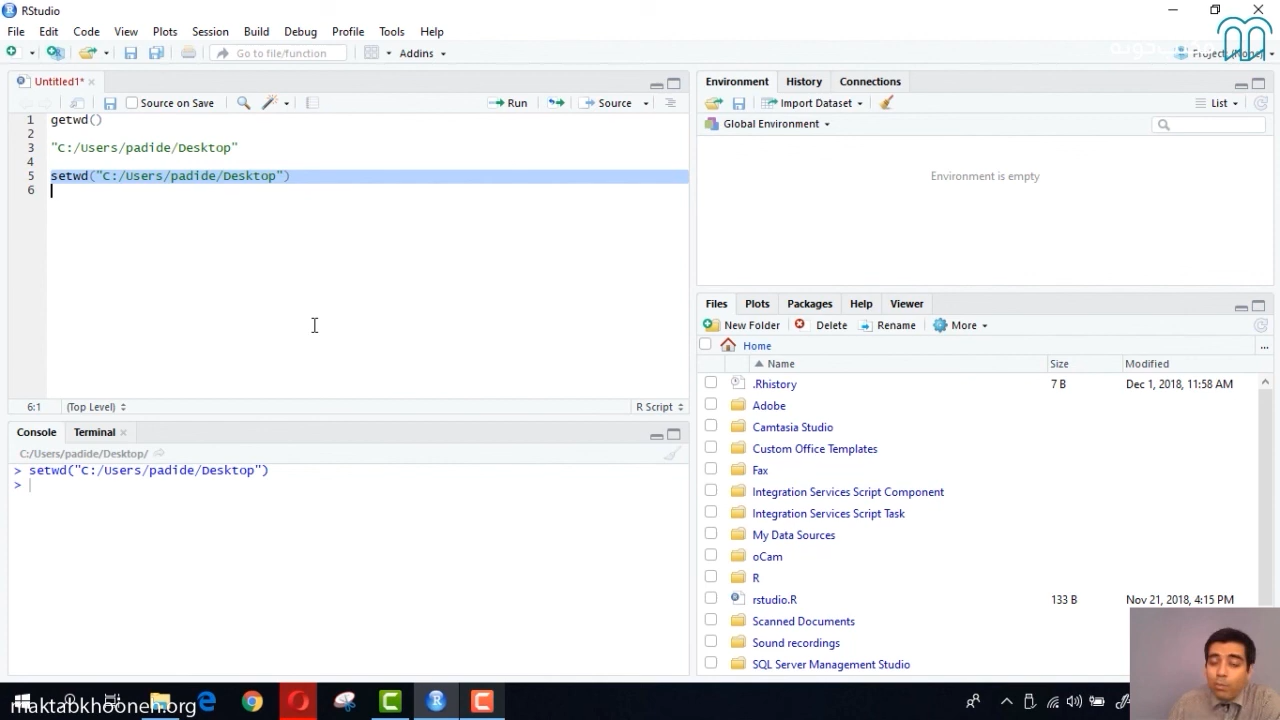 RStudio
File Edit Code View Plots Session Build Debug Profile Tools Help
Go to file/function Addins
Untitled1*
Source on Save Run Source
1 getwd()
2
3 "C:/Users/padide/Desktop"
4
5 setwd("C:/Users/padide/Desktop")
6
6:1 (Top Level) R Script
Console Terminal
C:/Users/padide/Desktop/
> setwd("C:/Users/padide/Desktop")
>
Environment History Connections
Import Dataset List
Global Environment
Environment is empty
Files Plots Packages Help Viewer
New Folder Delete Rename More
Home ...
Name Size Modified
.Rhistory 7 B Dec 1, 2018, 11:58 AM
Adobe
Camtasia Studio
Custom Office Templates
Fax
Integration Services Script Component
Integration Services Script Task
My Data Sources
oCam
R
rstudio.R 133 B Nov 21, 2018, 4:15 PM
Scanned Documents
Sound recordings
SQL Server Management Studio
maktabkhooneh.org